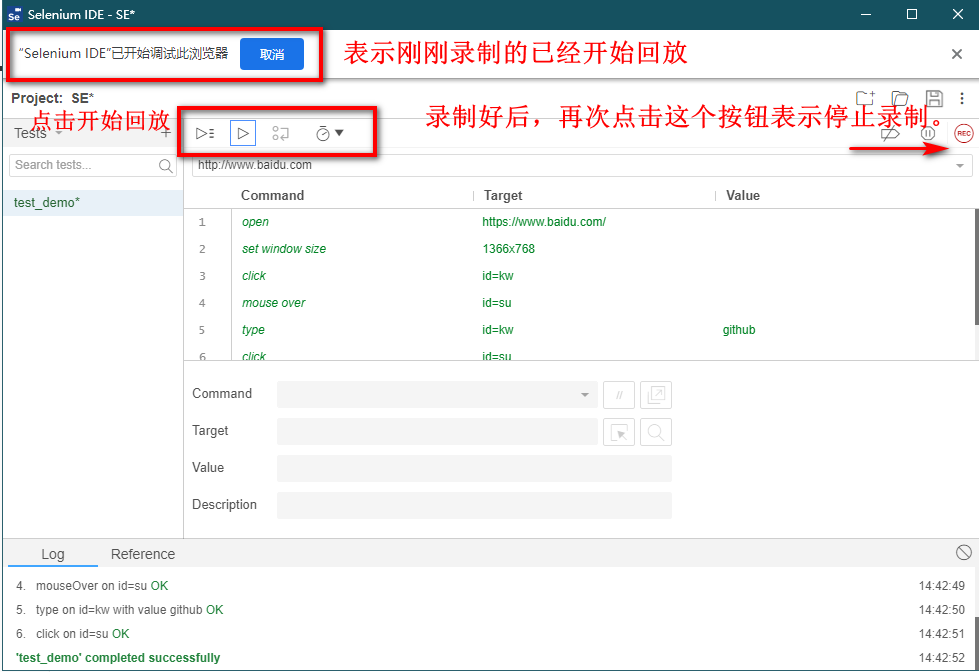 Selenium IDE - SE*
"Selenium IDE"已开始调试此浏览器
取消
表示刚刚录制的已经开始回放
Project: SE*
点击开始回放
录制好后，再次点击这个按钮表示停止录制。
Tests
REC
Search tests...
http://www.baidu.com
test_demo*
Command Target Value
1 open https://www.baidu.com/
2 set window size 1366x768
3 click id=kw
4 mouse over id=su
5 type id=kw github
6 click id=su
Command
//
Target
Value
Description
Log Reference
4. mouseOver on id=su OK 14:42:49
5. type on id=kw with value github OK 14:42:50
6. click on id=su OK 14:42:51
'test_demo' completed successfully 14:42:52